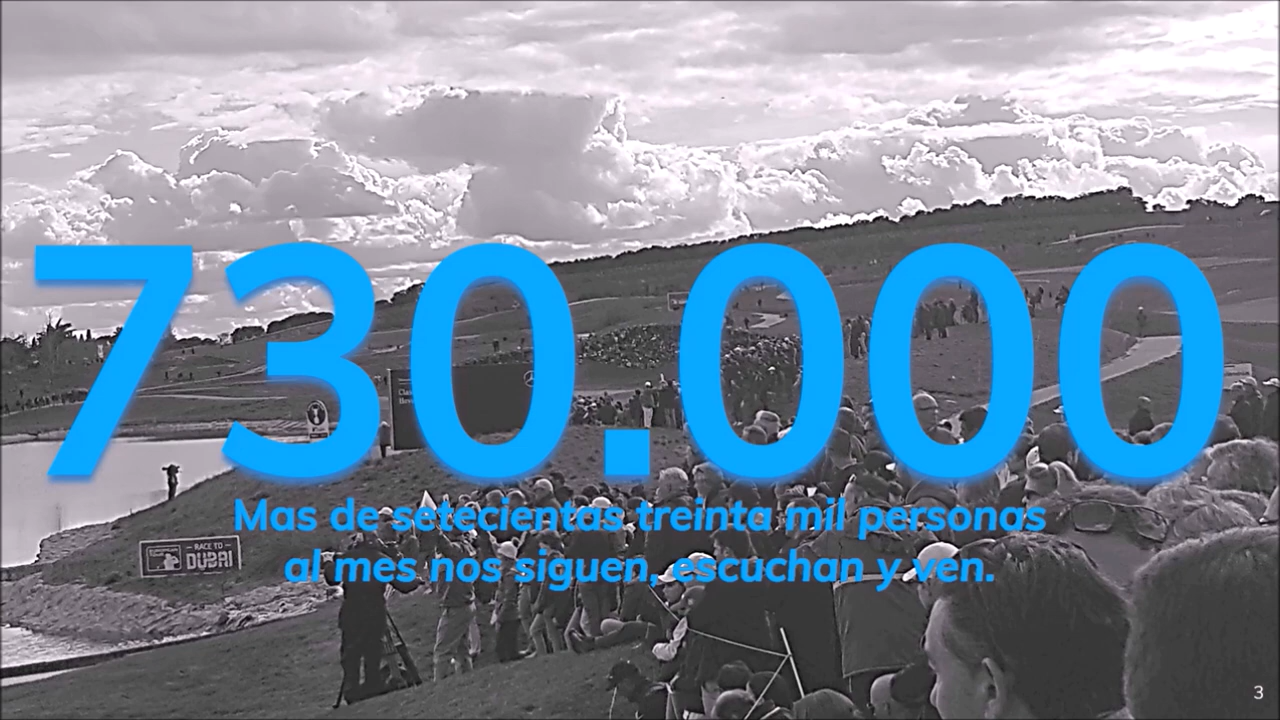 730.000
Mas de setecientas treinta mil personas
al mes nos siguen, escuchan y ven.
RACE TO
DUBAI
3